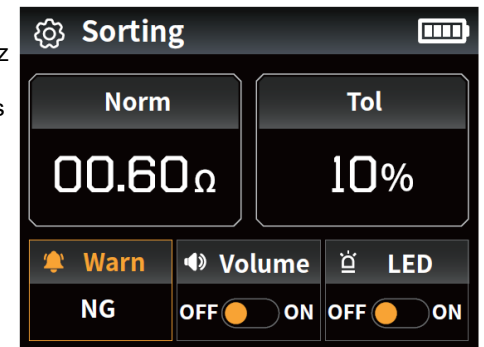 Sorting
z
s
Norm
Tol
00.60Ω
10%
Warn
Volume
LED
NG
OFF ON
OFF ON